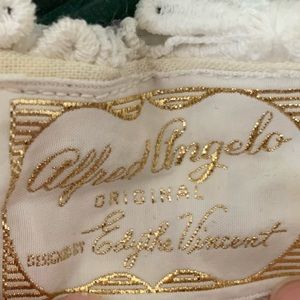 Alfred Angelo
ORIGINAL
DESIGNED BY Edythe Vincent